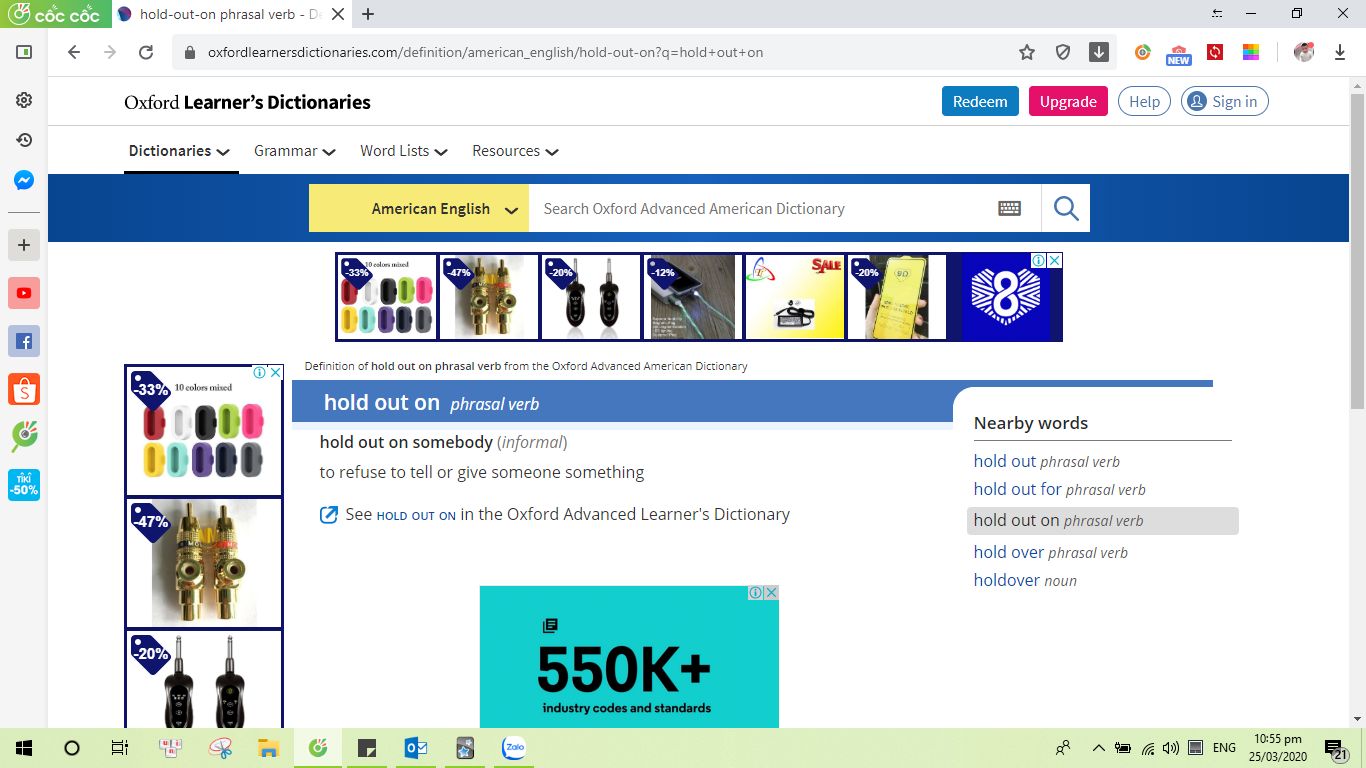 cốc cốc
hold-out-on phrasal verb - De
oxfordlearnersdictionaries.com/definition/american_english/hold-out-on?q=hold+out+on
NEW
Oxford Learner's Dictionaries
Redeem
Upgrade
Help
Sign in
Dictionaries
Grammar
Word Lists
Resources
American English
Search Oxford Advanced American Dictionary
-33%
10 colors mixed
-47%
-20%
-12%
SALE
-20%
8
Definition of hold out on phrasal verb from the Oxford Advanced American Dictionary
-33%
10 colors mixed
hold out on phrasal verb
hold out on somebody (informal)
to refuse to tell or give someone something
See HOLD OUT ON in the Oxford Advanced Learner's Dictionary
Nearby words
hold out phrasal verb
hold out for phrasal verb
hold out on phrasal verb
hold over phrasal verb
holdover noun
TIKI
-50%
-47%
-20%
550K+
industry codes and standards
Zalo
ENG
10:55 pm
25/03/2020
21